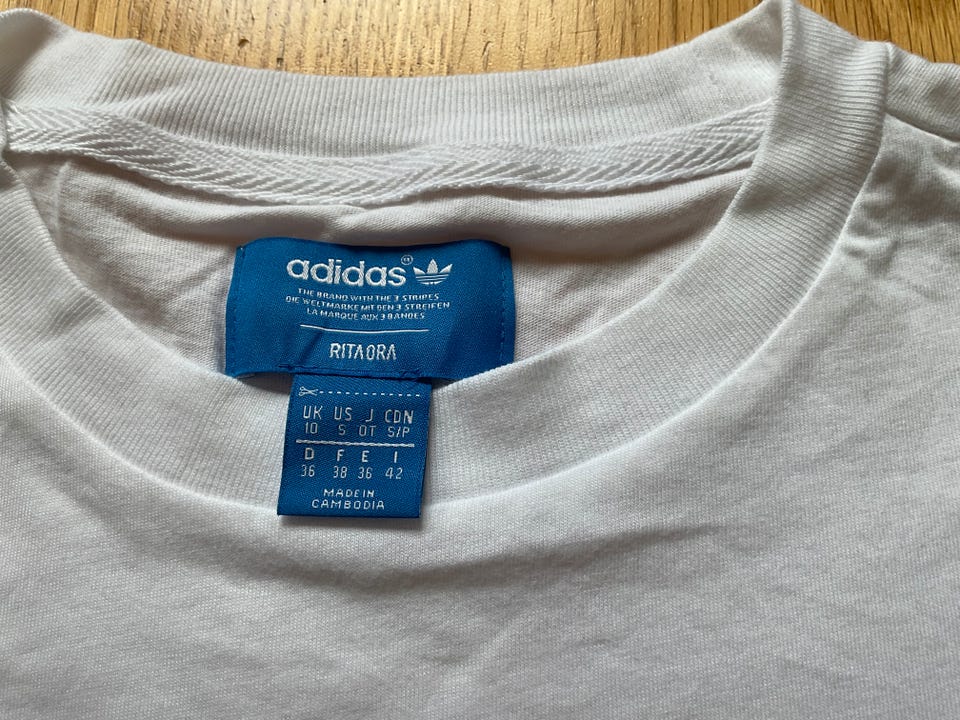 adidas®
THE BRAND WITH THE 3 STRIPES
DIE WELTMARKE MIT DEN 3 STREIFEN
LA MARQUE AUX 3 BANDES
RITA ORA
UK US J CDN
10 S OT S/P
D F E I
36 38 36 42
MADE IN
CAMBODIA